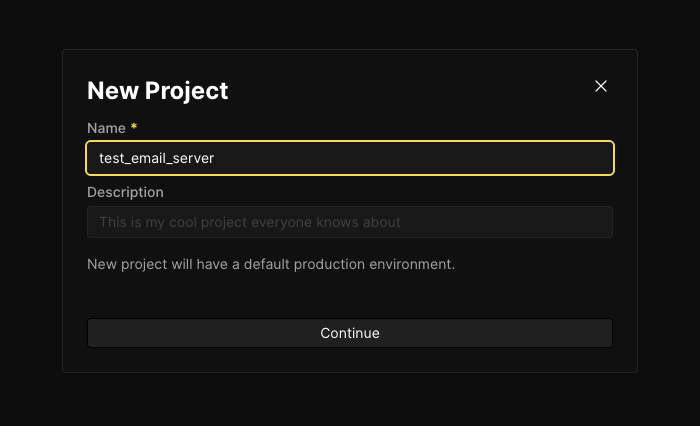 New Project
Name *
test_email_server
Description
This is my cool project everyone knows about
New project will have a default production environment.
Continue